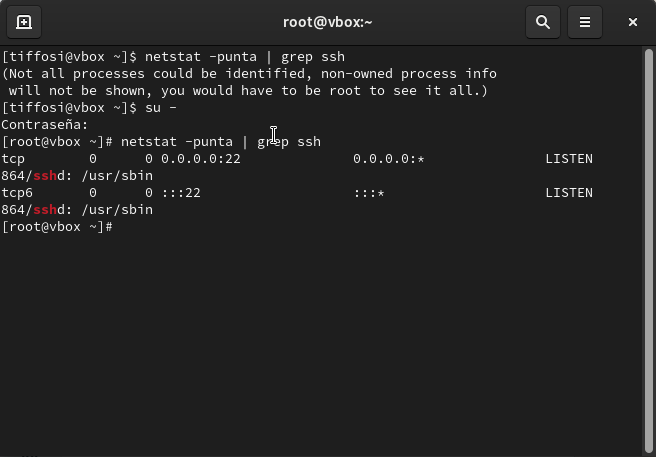 root@vbox:~
[tiffosi@vbox ~]$ netstat -punta | grep ssh
(Not all processes could be identified, non-owned process info
 will not be shown, you would have to be root to see it all.)
[tiffosi@vbox ~]$ su -
Contraseña:
[root@vbox ~]# netstat -punta | grep ssh
tcp        0      0 0.0.0.0:22              0.0.0.0:*               LISTEN
864/sshd: /usr/sbin
tcp6       0      0 :::22                   :::*                    LISTEN
864/sshd: /usr/sbin
[root@vbox ~]#